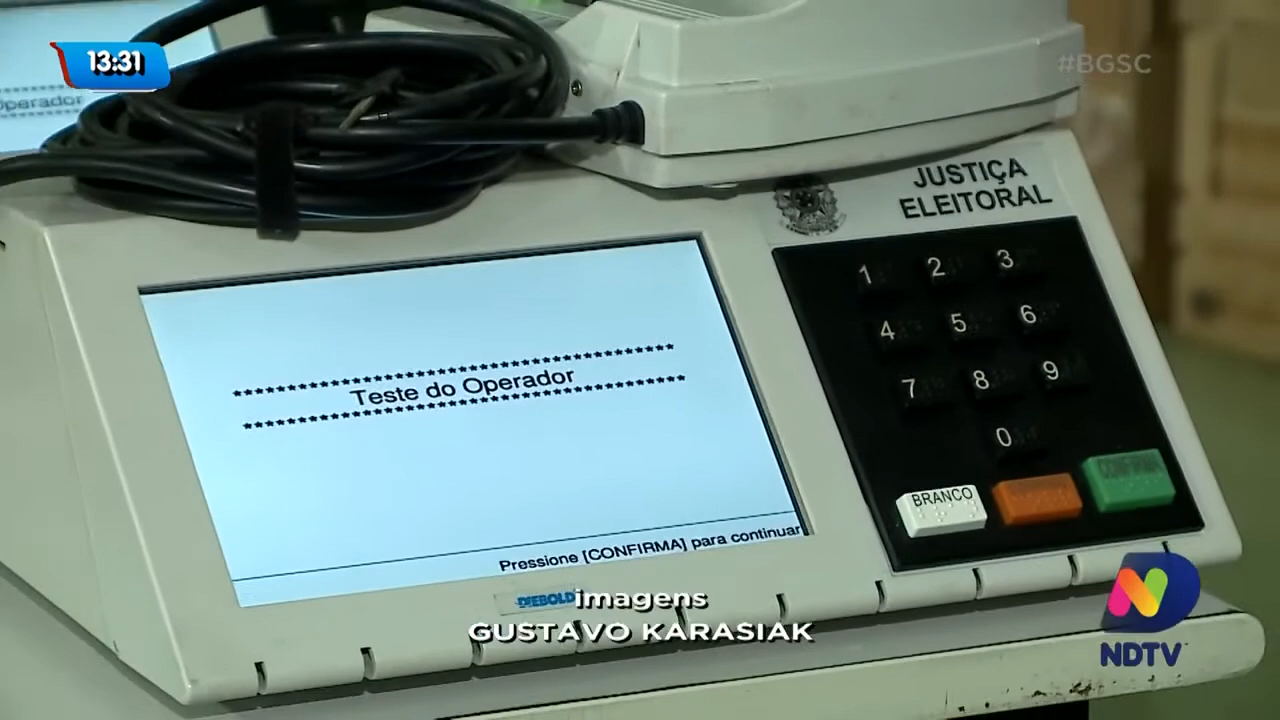 13:31
#BGSC
Operador
JUSTIÇA
ELEITORAL
****************************************
Teste do Operador
****************************************
Pressione [CONFIRMA] para continuar
1 2 3
4 5 6
7 8 9
0
BRANCO
CONFIRMA
DIEBOLD
imagens
GUSTAVO KARASIAK
NDTV